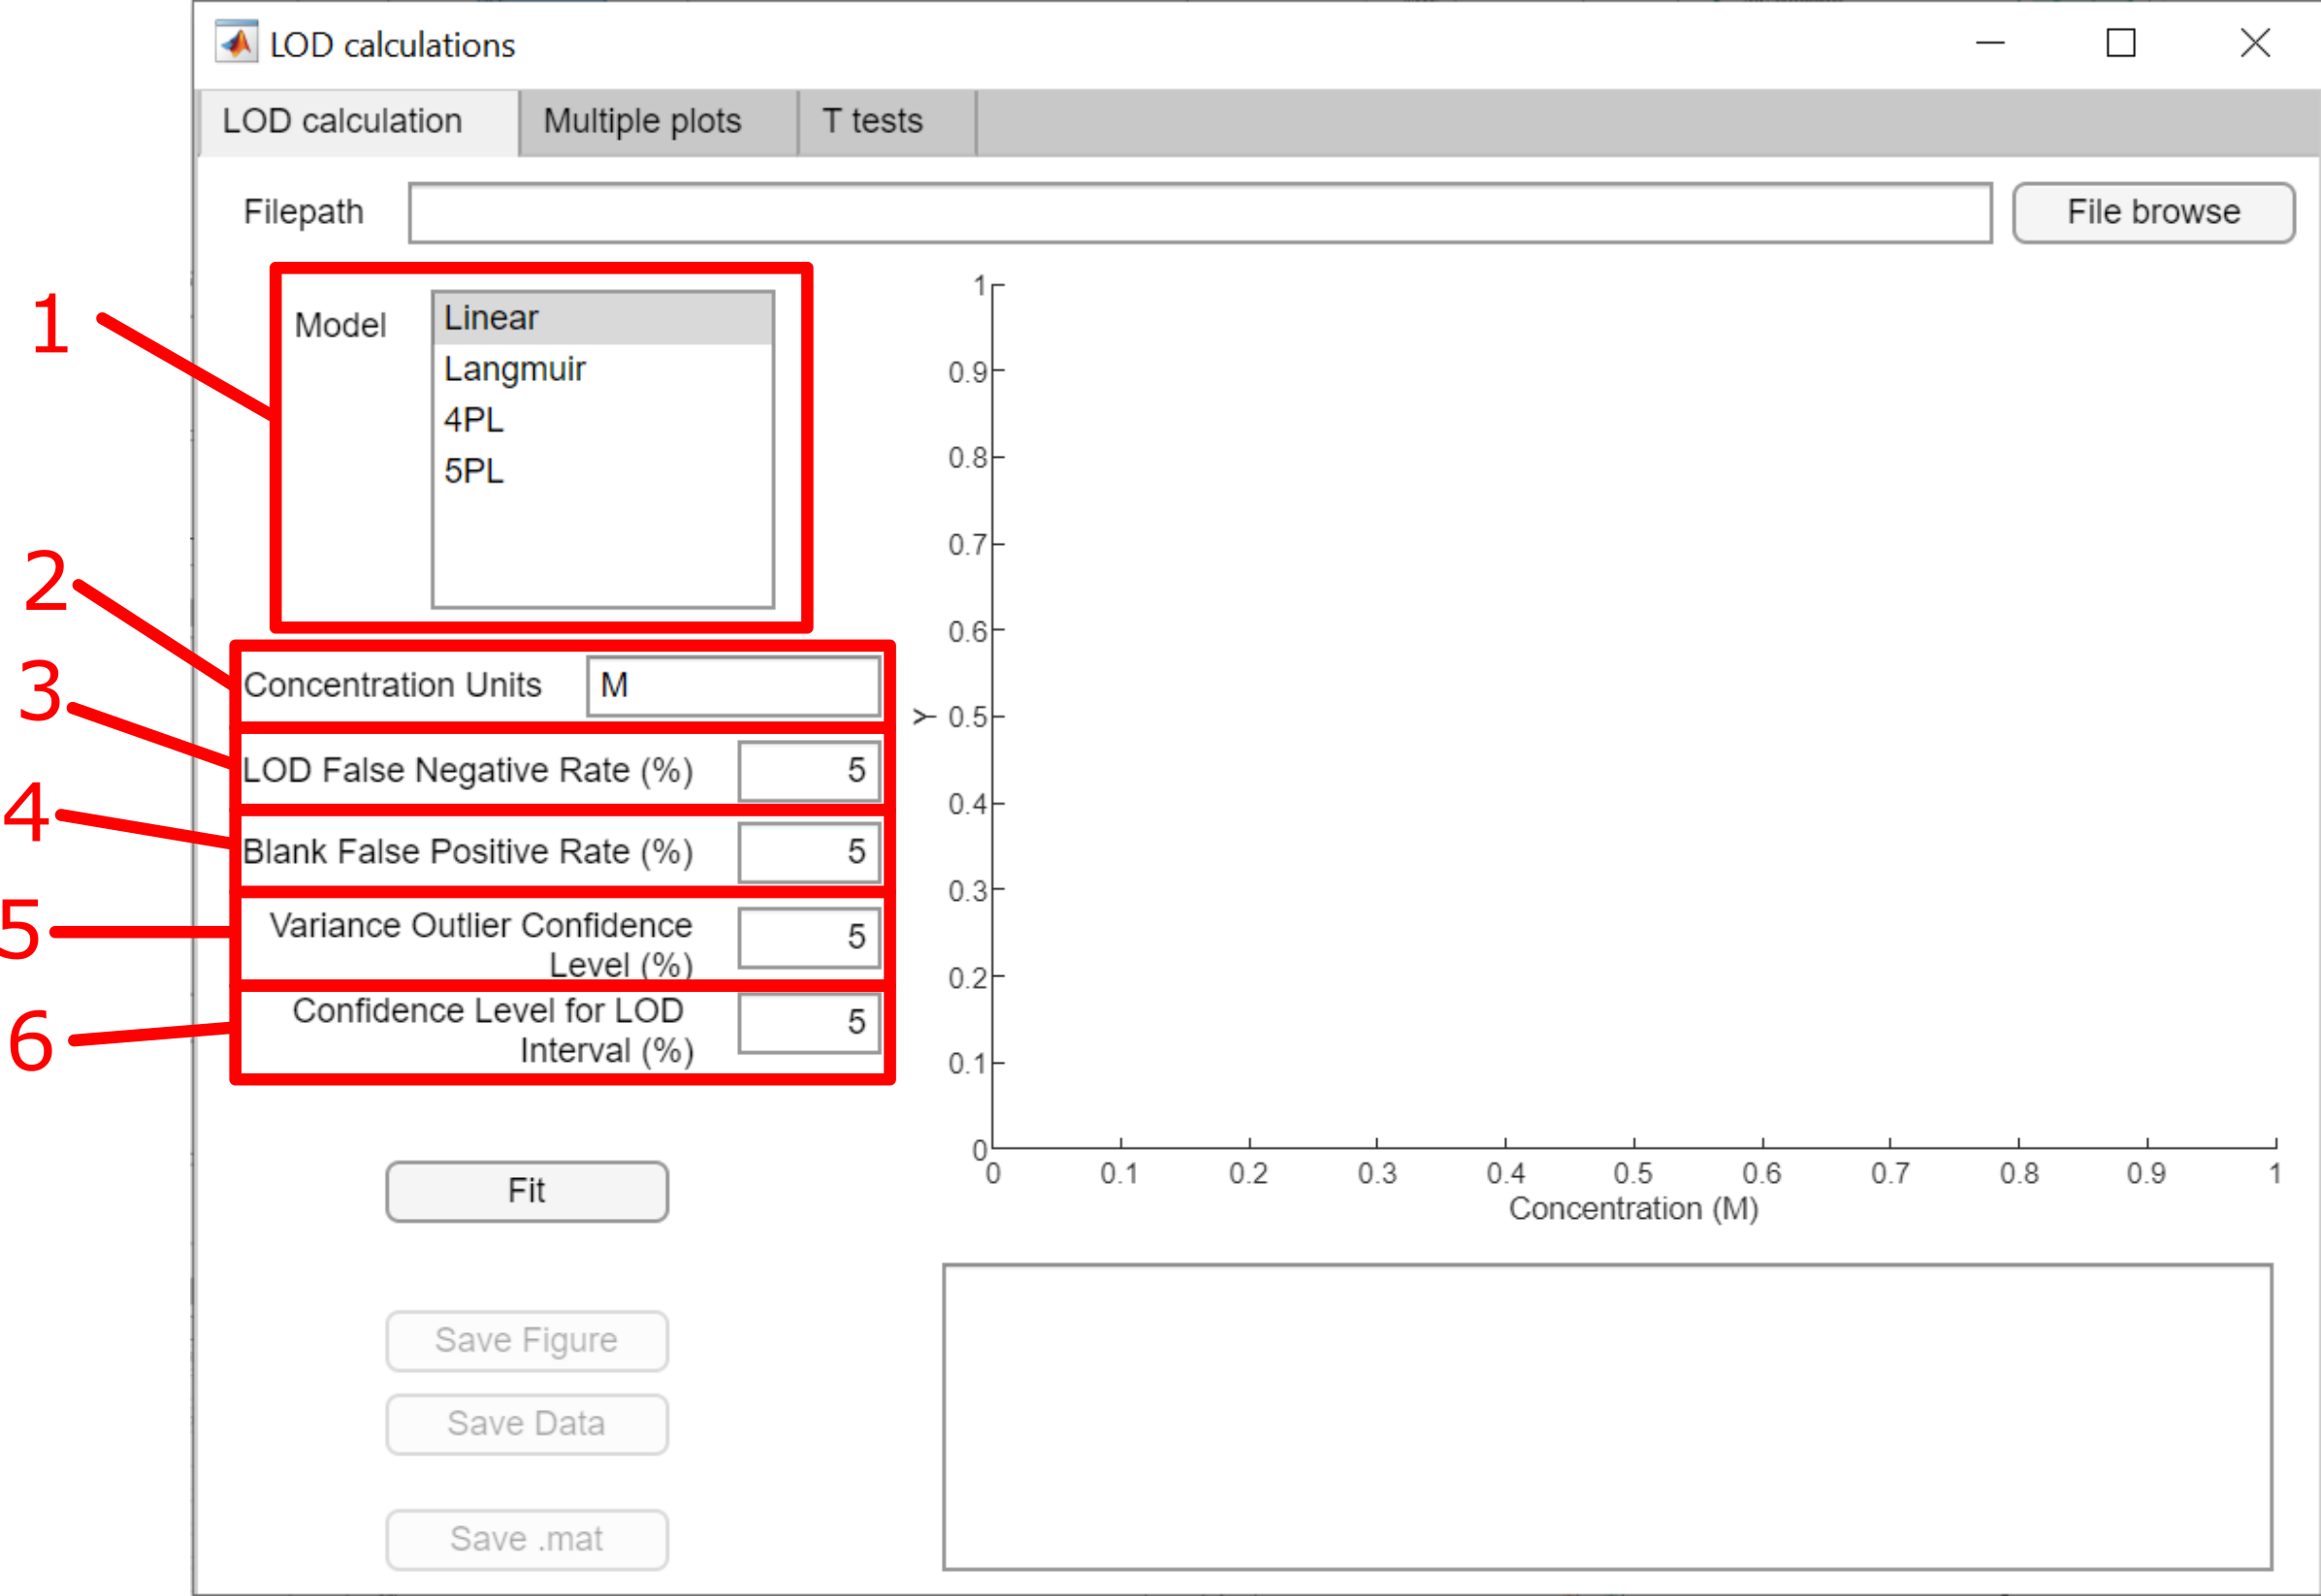 LOD calculations
LOD calculation Multiple plots T tests
Filepath File browse
1
Model
Linear
Langmuir
4PL
5PL
2
Concentration Units M
3
LOD False Negative Rate (%) 5
4
Blank False Positive Rate (%) 5
5
Variance Outlier Confidence
Level (%)
5
6
Confidence Level for LOD
Interval (%)
5
Fit
Save Figure
Save Data
Save .mat
1
0.9
0.8
0.7
0.6
0.5
0.4
0.3
0.2
0.1
0
Y
0 0.1 0.2 0.3 0.4 0.5 0.6 0.7 0.8 0.9 1
Concentration (M)